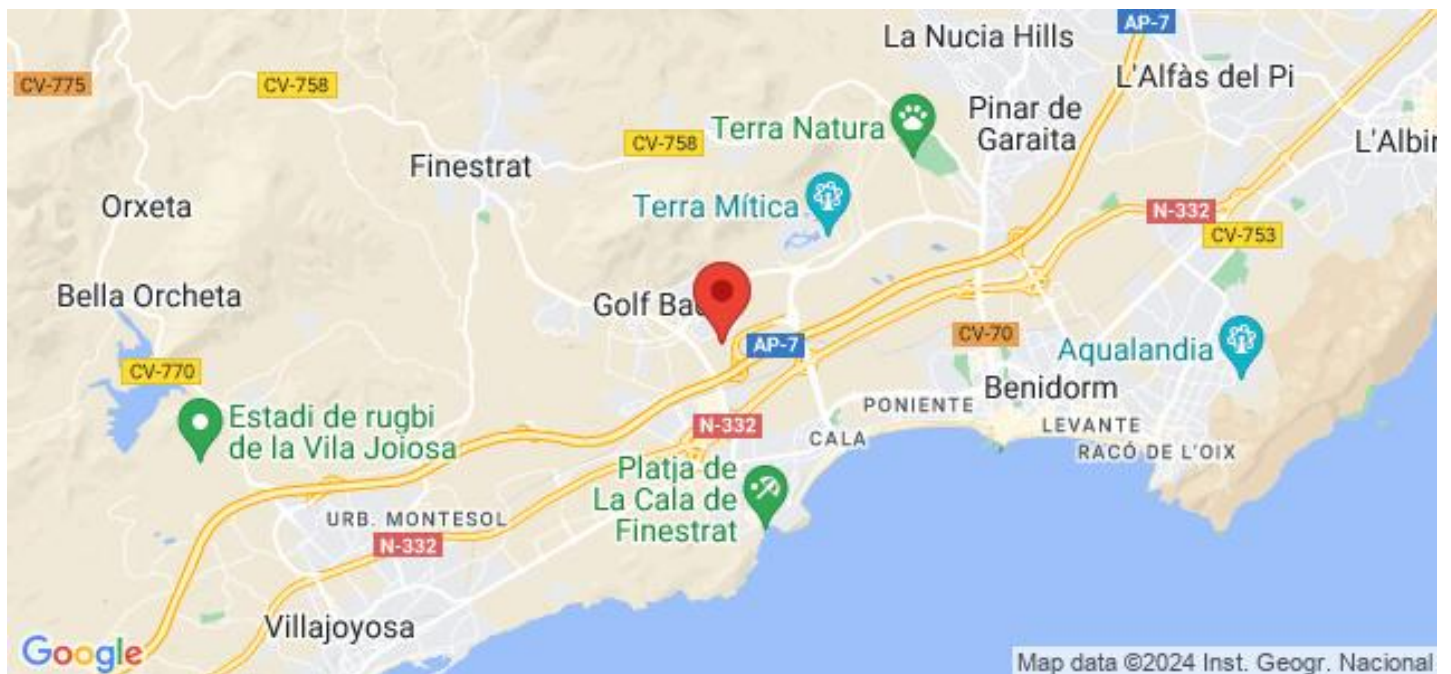 AP-7
La Nucia Hills
CV-775
CV-758
L'Alfàs del Pi
Terra Natura
Pinar de
Garaita
CV-758
Finestrat
L'Albir
Orxeta
Terra Mítica
N-332
CV-753
Bella Orcheta
Golf Ba
AP-7
CV-70
Aqualandia
CV-770
Benidorm
PONIENTE
Estadi de rugbi
de la Vila Joiosa
N-332
LEVANTE
CALA
RACÓ DE L'OIX
Platja de
La Cala de
Finestrat
URB. MONTESOL
N-332
Villajoyosa
Google
Map data ©2024 Inst. Geogr. Nacional